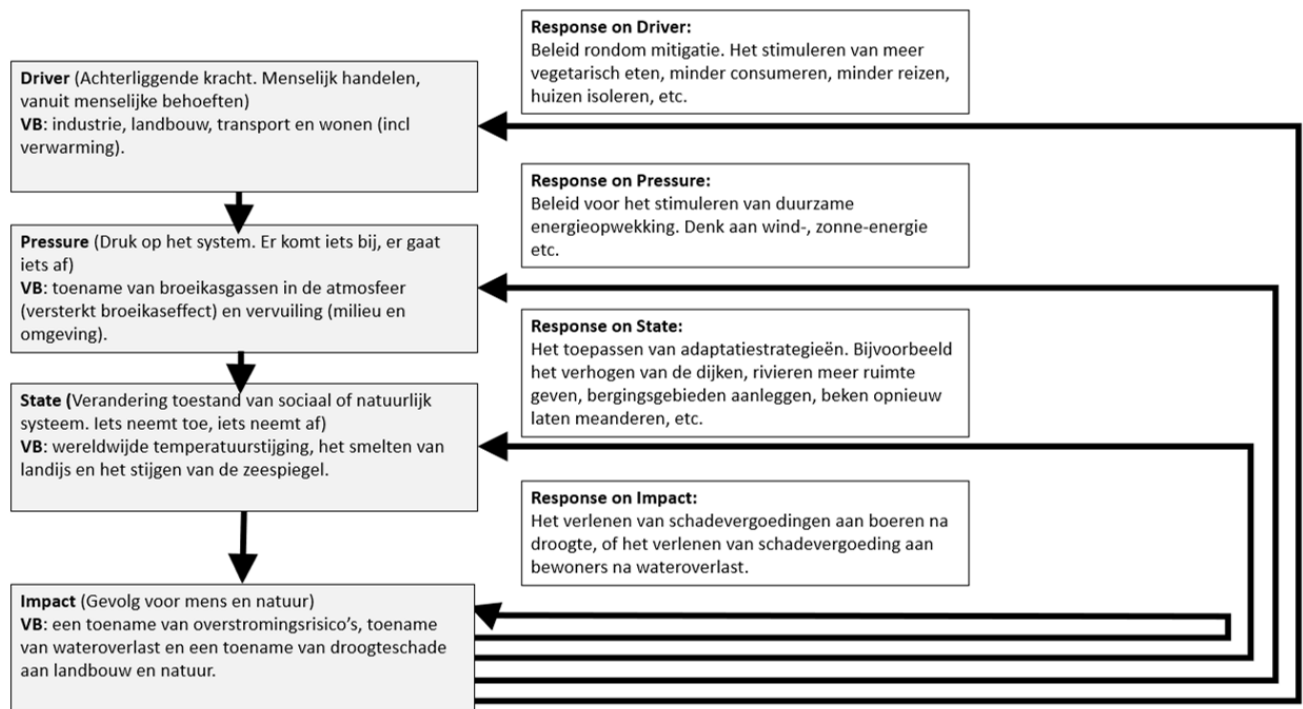 Response on Driver:
Beleid rondom mitigatie. Het stimuleren van meer
vegetarisch eten, minder consumeren, minder reizen,
huizen isoleren, etc.
Driver (Achterliggende kracht. Menselijk handelen,
vanuit menselijke behoeften)
VB: industrie, landbouw, transport en wonen (incl
verwarming).
Response on Pressure:
Beleid voor het stimuleren van duurzame
energieopwekking. Denk aan wind-, zonne-energie
etc.
Pressure (Druk op het system. Er komt iets bij, er gaat
iets af)
VB: toename van broeikasgassen in de atmosfeer
(versterkt broeikaseffect) en vervuiling (milieu en
omgeving).
Response on State:
Het toepassen van adaptatiestrategieën. Bijvoorbeeld
het verhogen van de dijken, rivieren meer ruimte
geven, bergingsgebieden aanleggen, beken opnieuw
laten meanderen, etc.
State (Verandering toestand van sociaal of natuurlijk
systeem. Iets neemt toe, iets neemt af)
VB: wereldwijde temperatuurstijging, het smelten van
landijs en het stijgen van de zeespiegel.
Response on Impact:
Het verlenen van schadevergoedingen aan boeren na
droogte, of het verlenen van schadevergoeding aan
bewoners na wateroverlast.
Impact (Gevolg voor mens en natuur)
VB: een toename van overstromingsrisico's, toename
van wateroverlast en een toename van droogteschade
aan landbouw en natuur.